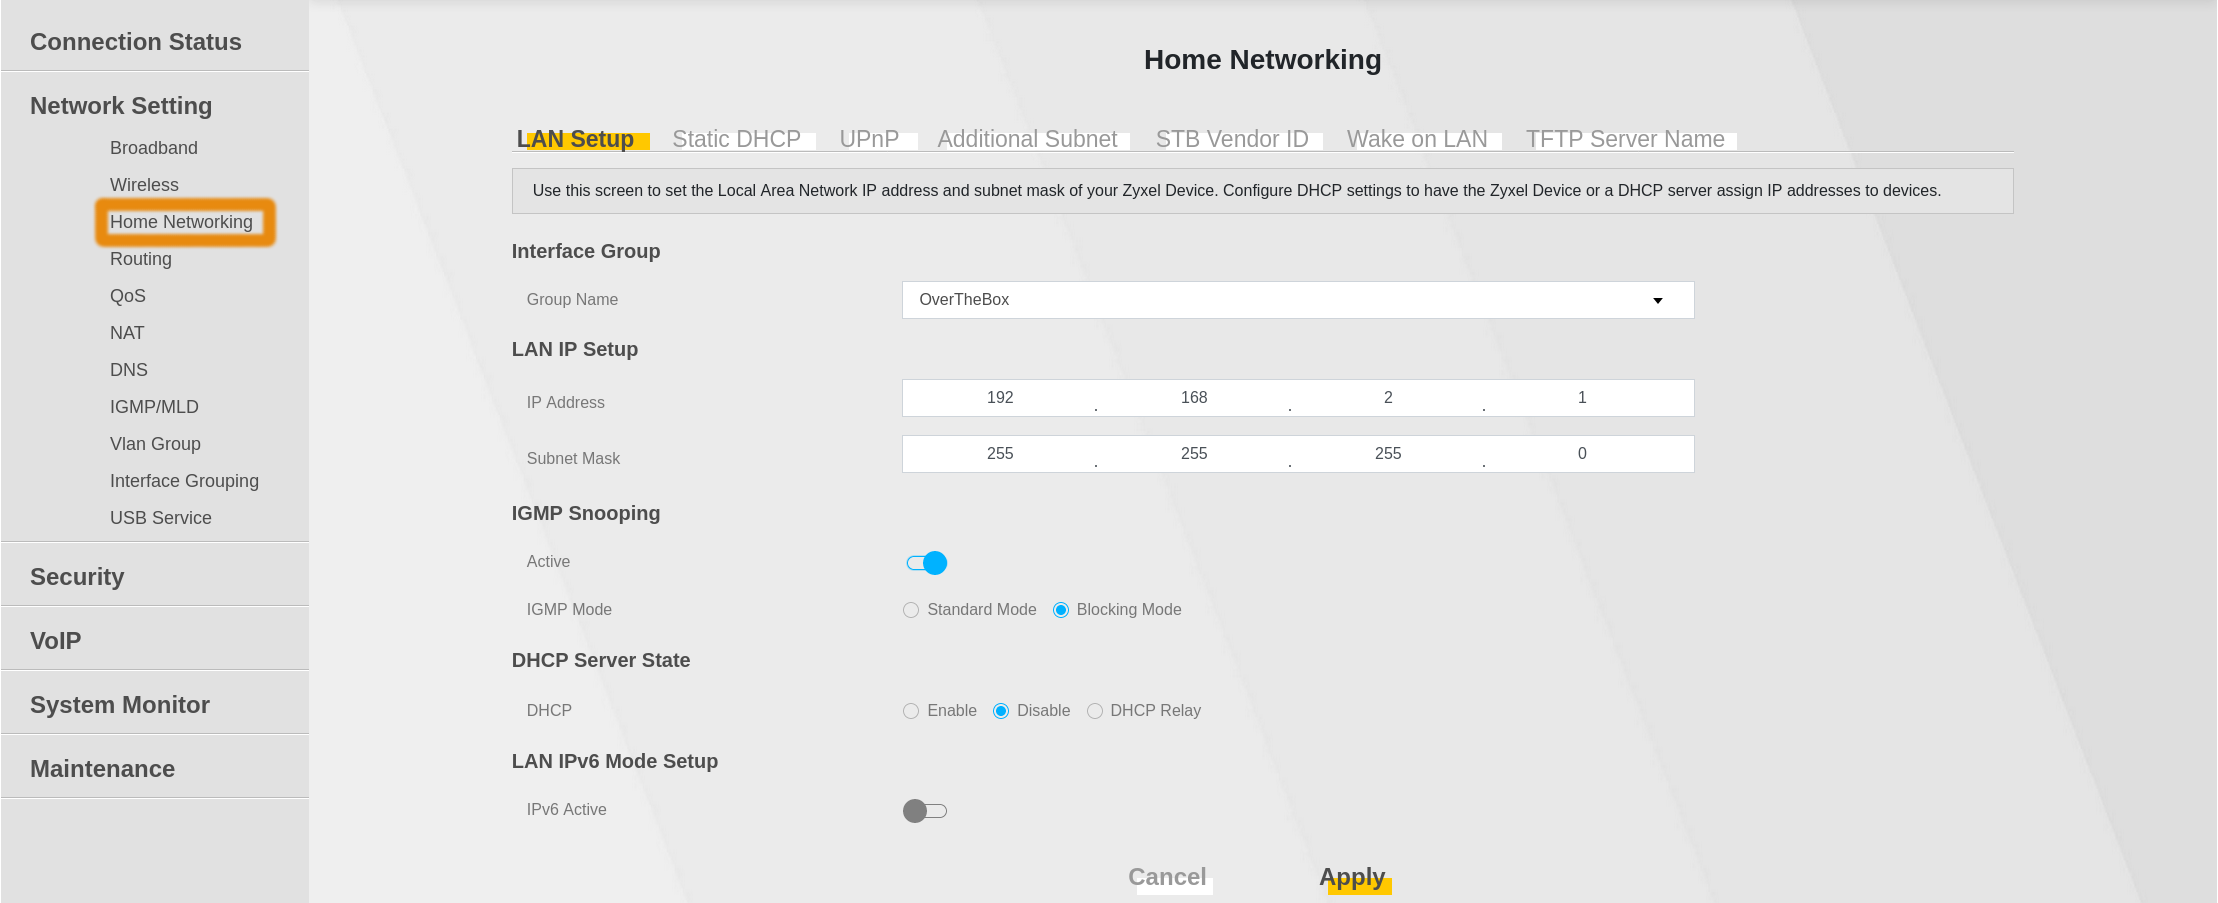 Connection Status
Network Setting
Broadband
Wireless
Home Networking
Routing
QoS
NAT
DNS
IGMP/MLD
Vlan Group
Interface Grouping
USB Service
Security
VoIP
System Monitor
Maintenance
Home Networking
LAN Setup Static DHCP UPnP Additional Subnet STB Vendor ID Wake on LAN TFTP Server Name
Use this screen to set the Local Area Network IP address and subnet mask of your Zyxel Device. Configure DHCP settings to have the Zyxel Device or a DHCP server assign IP addresses to devices.
Interface Group
Group Name OverTheBox
LAN IP Setup
IP Address 192 . 168 . 2 . 1
Subnet Mask 255 . 255 . 255 . 0
IGMP Snooping
Active
IGMP Mode Standard Mode Blocking Mode
DHCP Server State
DHCP Enable Disable DHCP Relay
LAN IPv6 Mode Setup
IPv6 Active
Cancel Apply